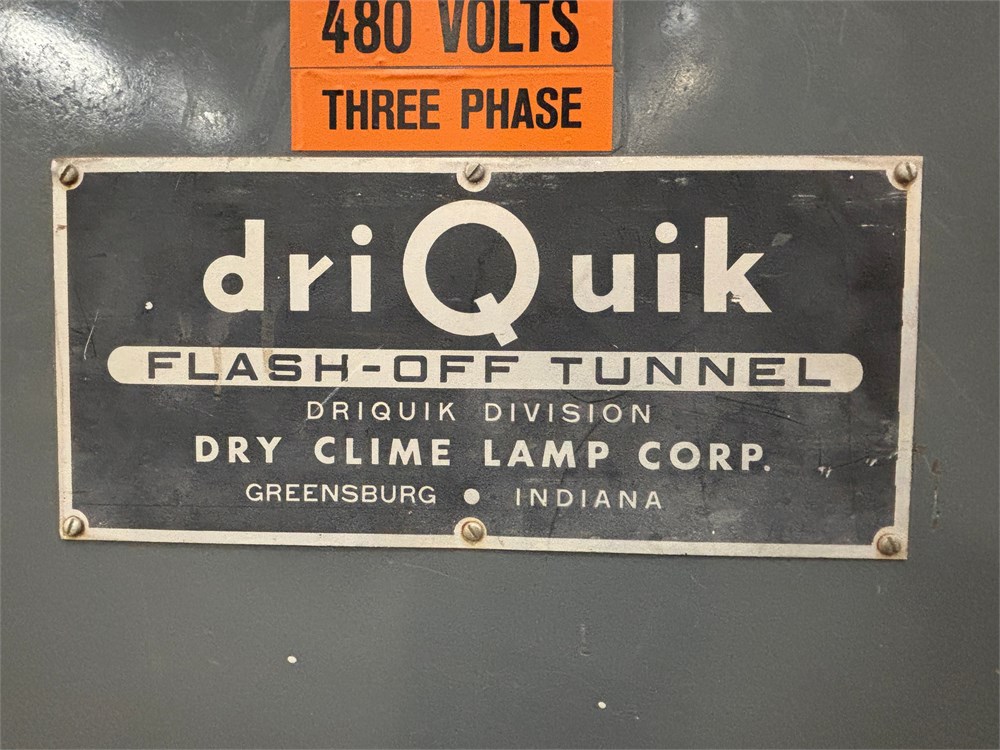 480 VOLTS
THREE PHASE
driQuik
FLASH-OFF TUNNEL
DRIQUIK DIVISION
DRY CLIME LAMP CORP.
GREENSBURG • INDIANA